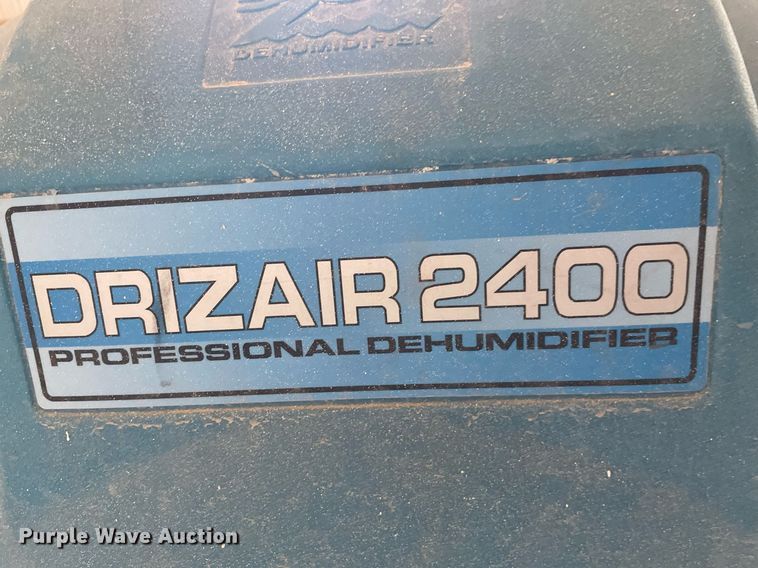 DEHUMIDIFIER
DRIZAIR 2400
PROFESSIONAL DEHUMIDIFIER
Purple Wave Auction